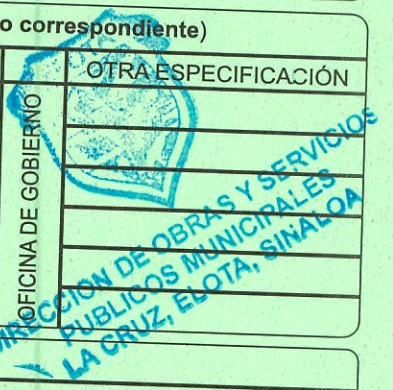 o correspondiente)
OTRA ESPECIFICACIÓN
OFICINA DE GOBIERNO
DIRECCION DE OBRAS Y SERVICIOS
PUBLICOS MUNICIPALES
LA CRUZ, ELOTA, SINALOA